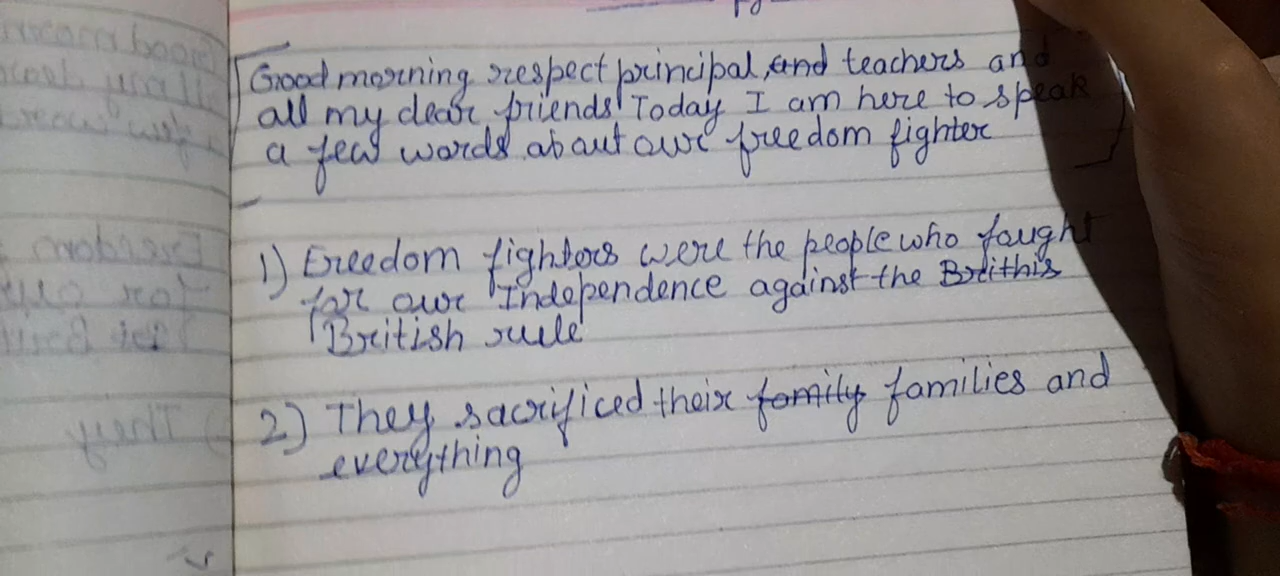 Good morning respect principal, and teachers and
all my dear friends Today I am here to speak
a few words about our freedom fighter
1) Freedom fighters were the people who fought
for our Independence against the Brithis
British rule
2) They sacrificed their family families and
everything